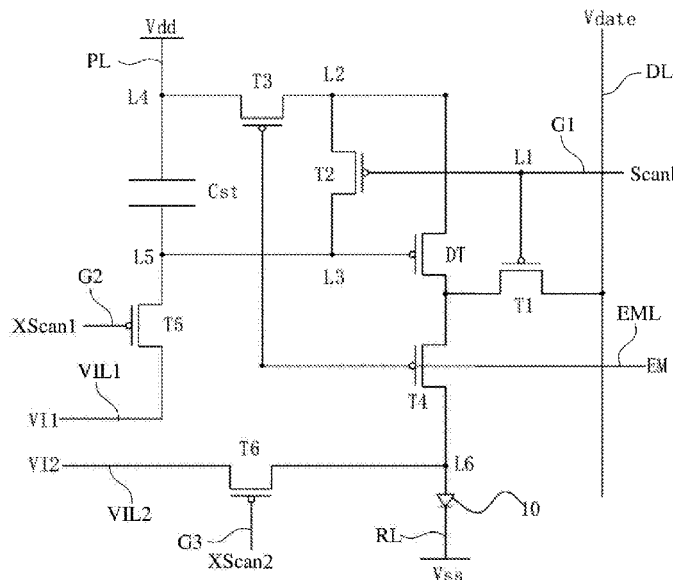 Vdd
Vdate
PL
T3
L2
DL
L4
G1
L1
T2
Scan1
Cst
L5
L3
DT
G2
T1
XScan1
T5
EML
VIL1
EM
T4
VI1
T6
VI2
L6
VIL2
10
G3
RL
XScan2
Vss